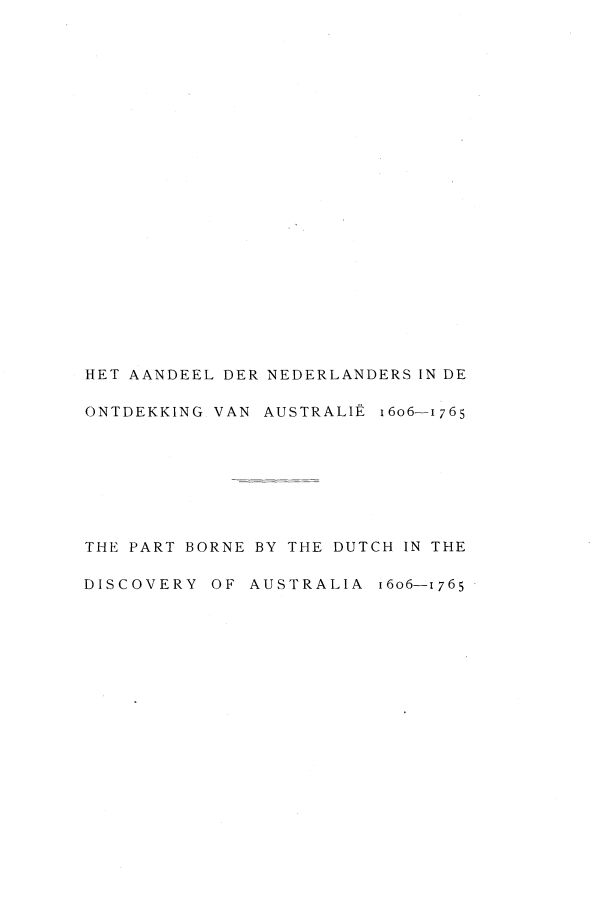 HET AANDEEL DER NEDERLANDERS IN DE
ONTDEKKING VAN AUSTRALIË 1606—1765
THE PART BORNE BY THE DUTCH IN THE
DISCOVERY OF AUSTRALIA 1606—1765